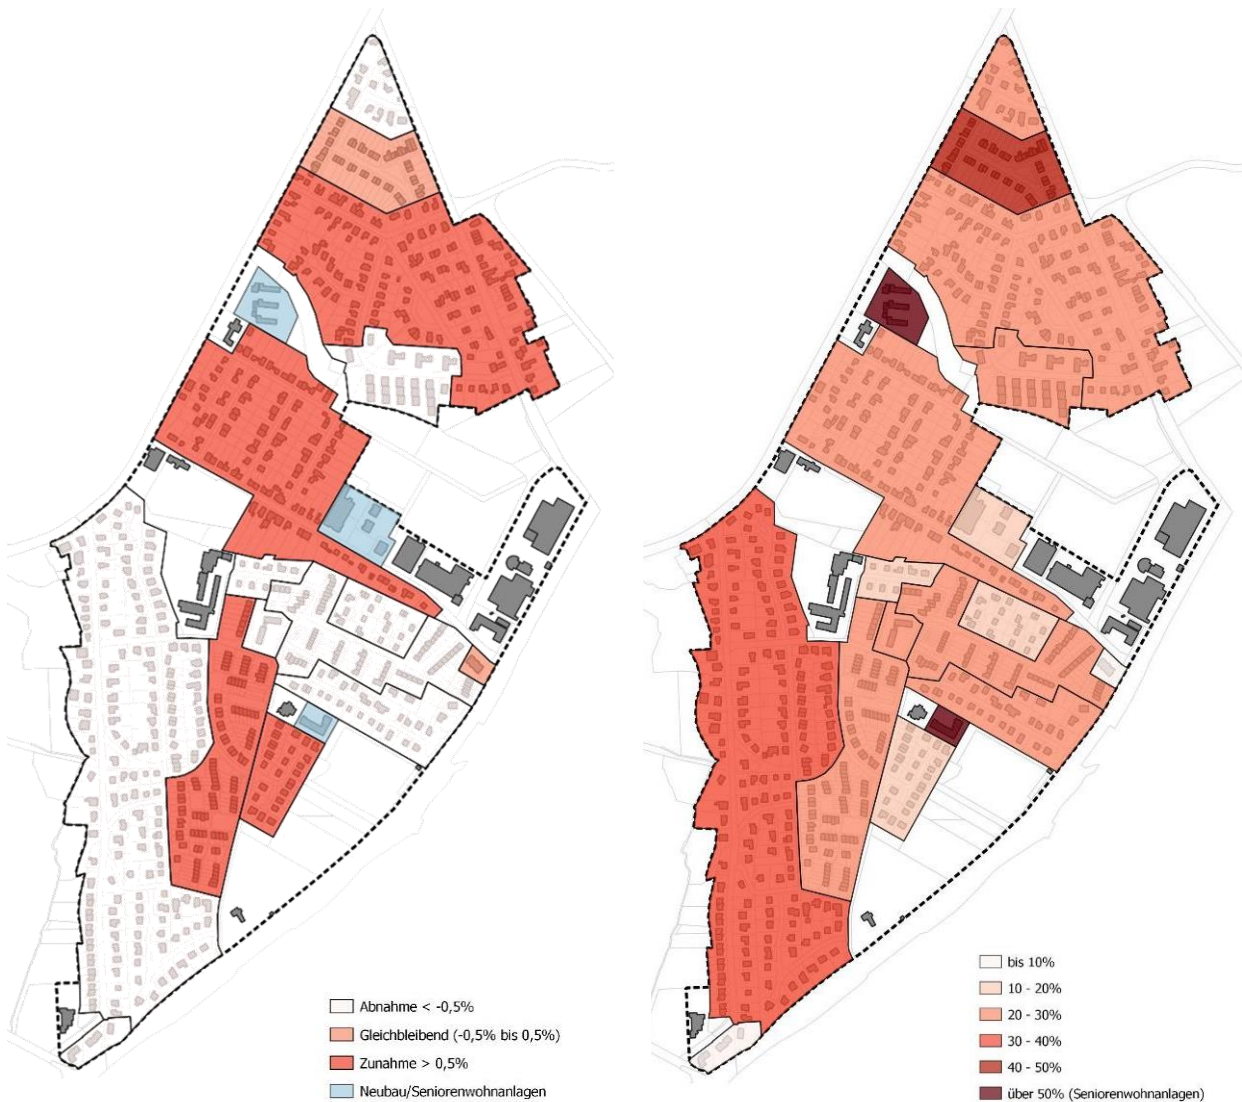 Abnahme < -0,5%
Gleichbleibend (-0,5% bis 0,5%)
Zunahme > 0,5%
Neubau/Seniorenwohnanlagen
bis 10%
10 - 20%
20 - 30%
30 - 40%
40 - 50%
über 50% (Seniorenwohnanlagen)